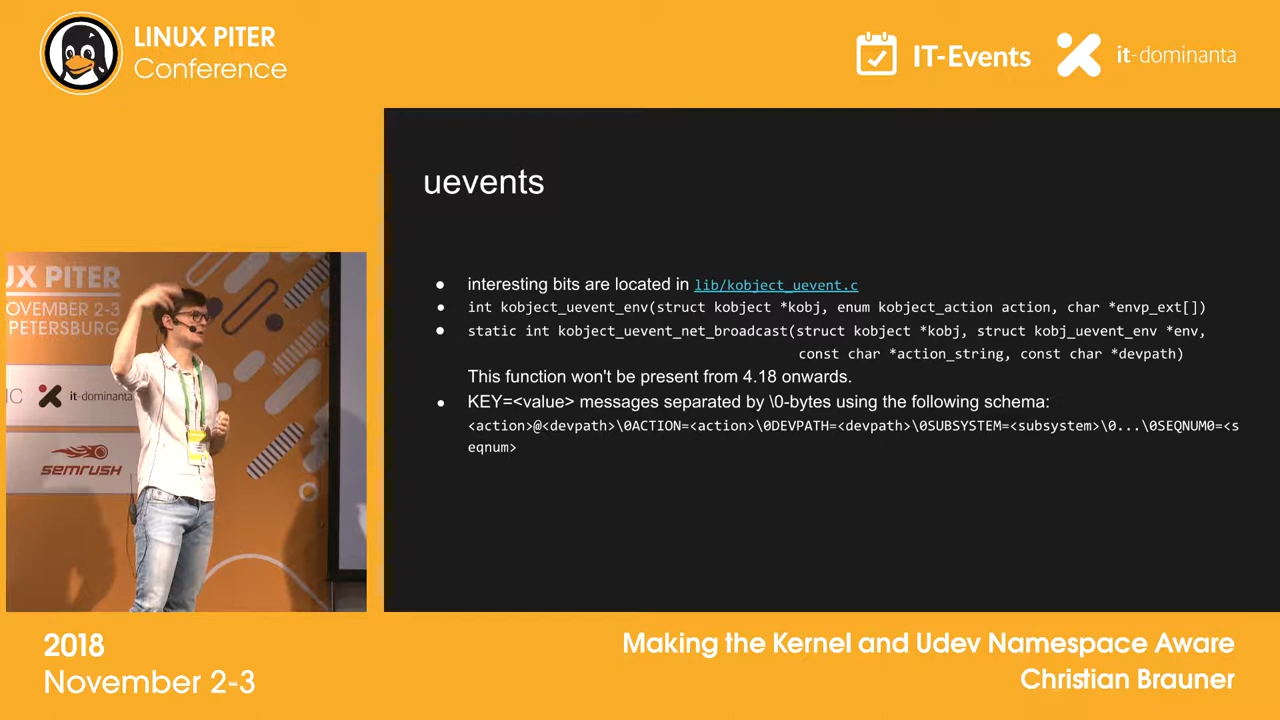 LINUX PITER
Conference
IT-Events
it-dominanta
uevents
● interesting bits are located in lib/kobject_uevent.c
● int kobject_uevent_env(struct kobject *kobj, enum kobject_action action, char *envp_ext[])
● static int kobject_uevent_net_broadcast(struct kobject *kobj, struct kobj_uevent_env *env,
const char *action_string, const char *devpath)
This function won't be present from 4.18 onwards.
● KEY=<value> messages separated by \0-bytes using the following schema:
<action>@<devpath>\0ACTION=<action>\0DEVPATH=<devpath>\0SUBSYSTEM=<subsystem>\0...\0SEQNUM0=<s
eqnum>
UX PITER
OVEMBER 2-3
PETERSBURG
IC
it-dominanta
semrush
2018
November 2-3
Making the Kernel and Udev Namespace Aware
Christian Brauner